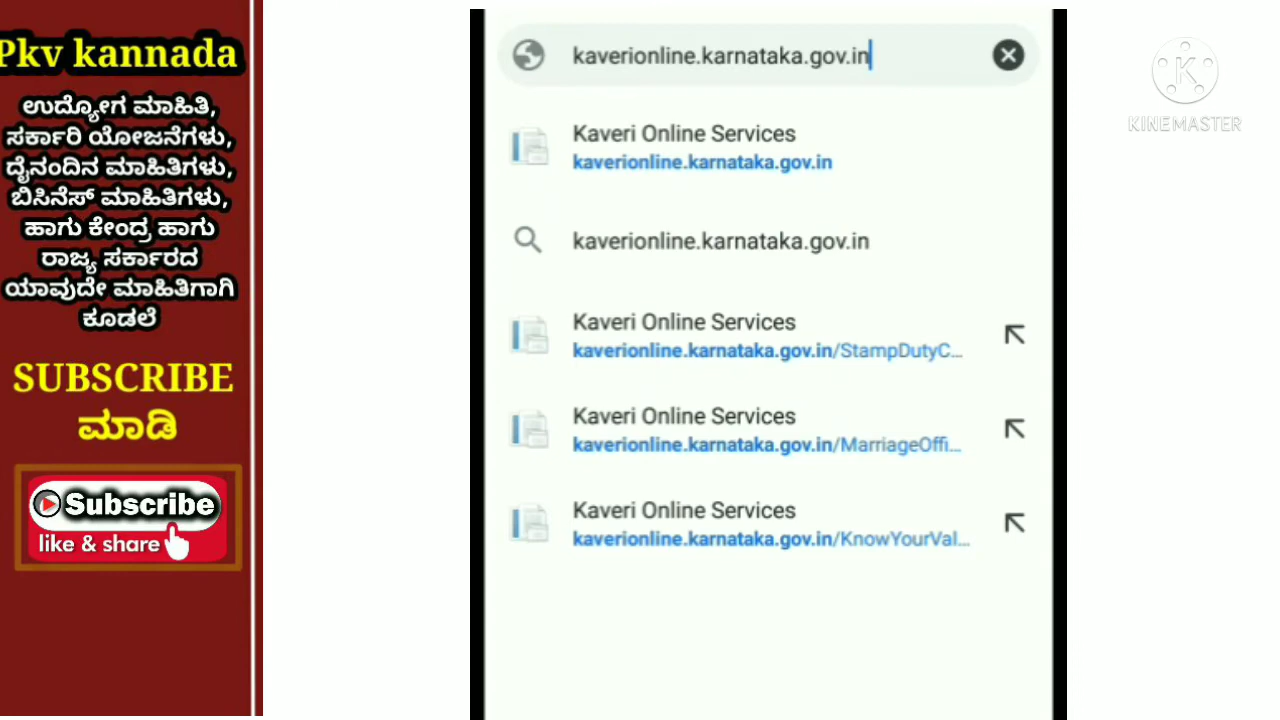 Pkv kannada
ಉದ್ಯೋಗ ಮಾಹಿತಿ,
ಸರ್ಕಾರಿ ಯೋಜನೆಗಳು,
ದೈನಂದಿನ ಮಾಹಿತಿಗಳು,
ಬಿಸಿನೆಸ್ ಮಾಹಿತಿಗಳು,
ಹಾಗು ಕೇಂದ್ರ ಹಾಗು
ರಾಜ್ಯ ಸರ್ಕಾರದ
ಯಾವುದೇ ಮಾಹಿತಿಗಾಗಿ
ಕೂಡಲೆ
SUBSCRIBE
ಮಾಡಿ
Subscribe
like & share
kaverionline.karnataka.gov.in
Kaveri Online Services
kaverionline.karnataka.gov.in
kaverionline.karnataka.gov.in
Kaveri Online Services
kaverionline.karnataka.gov.in/StampDutyC...
Kaveri Online Services
kaverionline.karnataka.gov.in/MarriageOffi...
Kaveri Online Services
kaverionline.karnataka.gov.in/KnowYourVal...
K
KINEMASTER